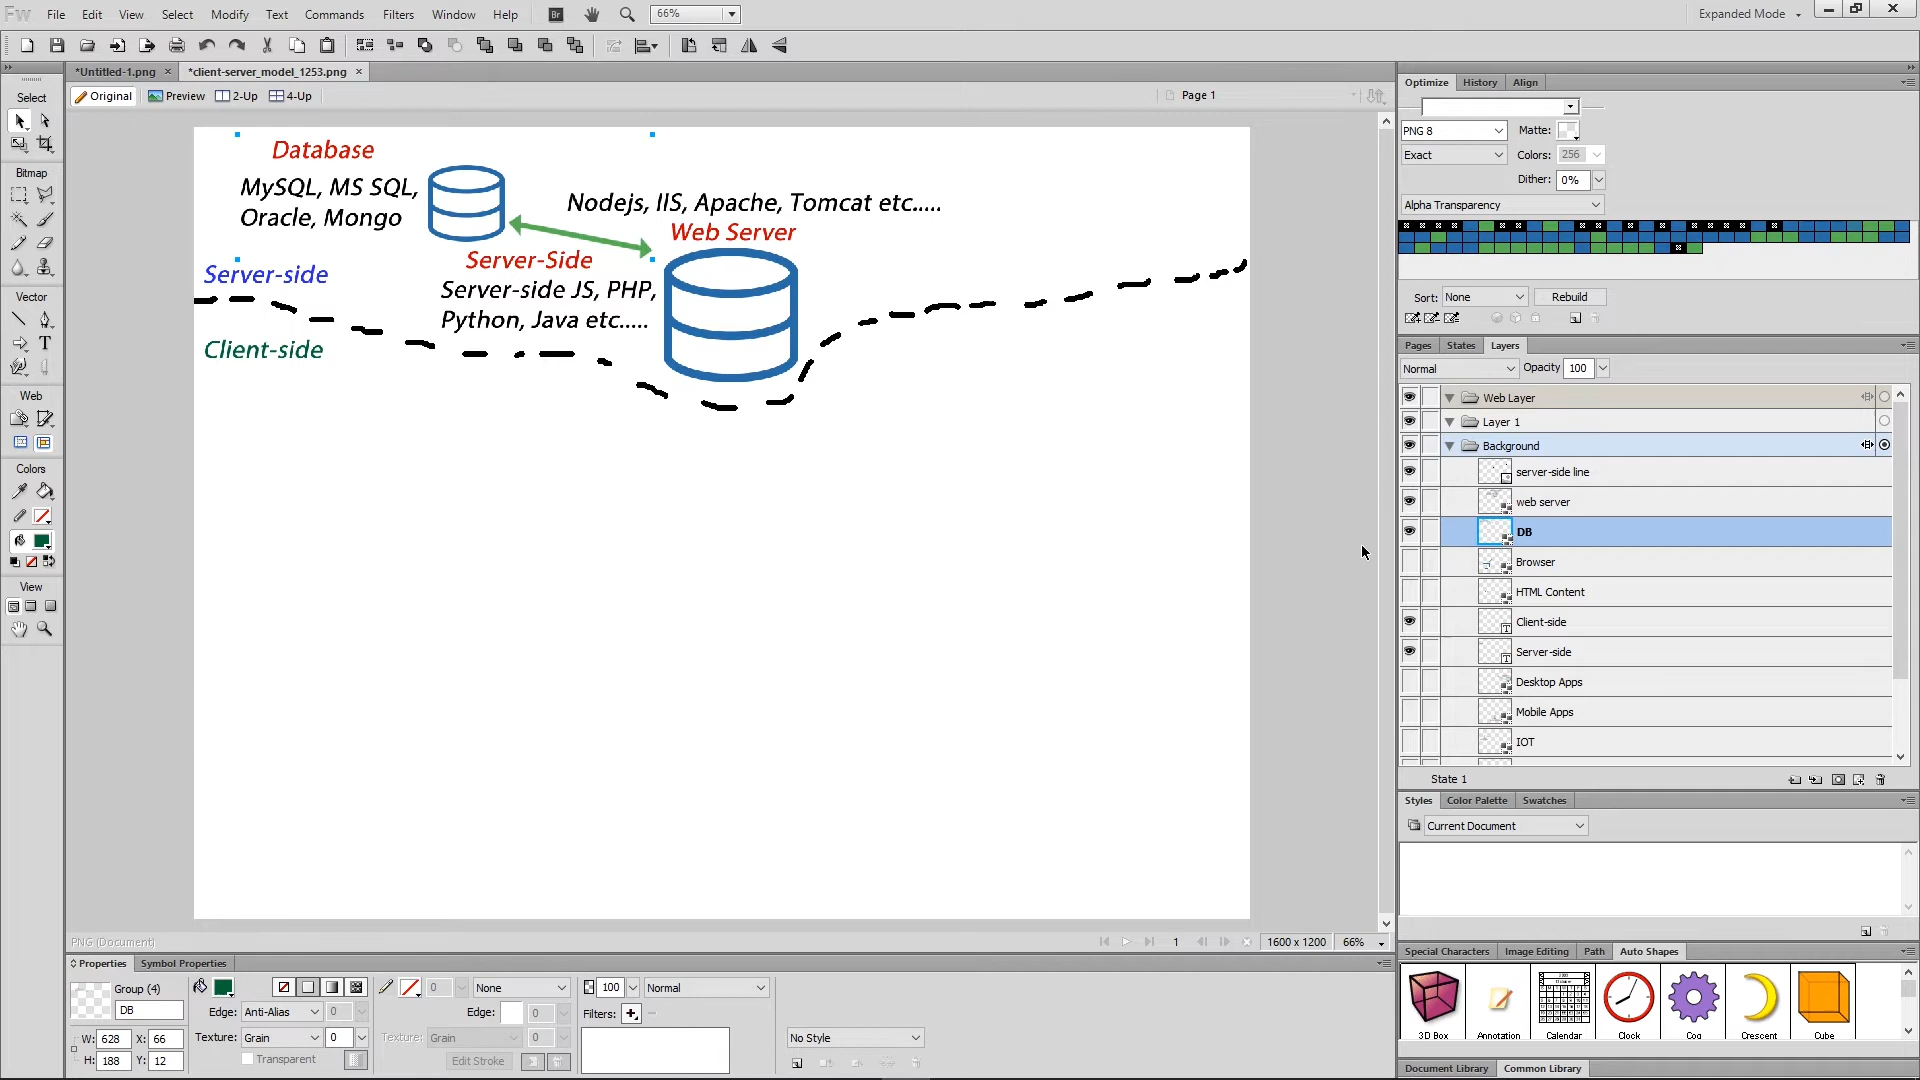 Fw File Edit View Select Modify Text Commands Filters Window Help Br 66% Expanded Mode
*Untitled-1.png *client-server_model_1253.png
Original Preview 2-Up 4-Up Page 1
Select
Bitmap
Vector
Web
Colors
View
Database
MySQL, MS SQL,
Oracle, Mongo
Nodejs, IIS, Apache, Tomcat etc.....
Web Server
Server-Side
Server-side JS, PHP,
Python, Java etc.....
Server-side
Client-side
PNG (Document) 1 1600 x 1200 66%
Optimize History Align
PNG 8 Matte:
Exact Colors: 256
Dither: 0%
Alpha Transparency
Sort: None Rebuild
Pages States Layers
Normal Opacity 100
Web Layer
Layer 1
Background
server-side line
web server
DB
Browser
HTML Content
Client-side
Server-side
Desktop Apps
Mobile Apps
IOT
State 1
Styles Color Palette Swatches
Current Document
Special Characters Image Editing Path Auto Shapes
3D Box Annotation Calendar Clock Cog Crescent Cube
Document Library Common Library
Properties Symbol Properties
Group (4)
DB
W: 628 X: 66
H: 188 Y: 12
Edge: Anti-Alias 0
Texture: Grain 0
Transparent
0 None
Edge: 0
Texture: Grain 0
Edit Stroke
100 Normal
Filters:
No Style